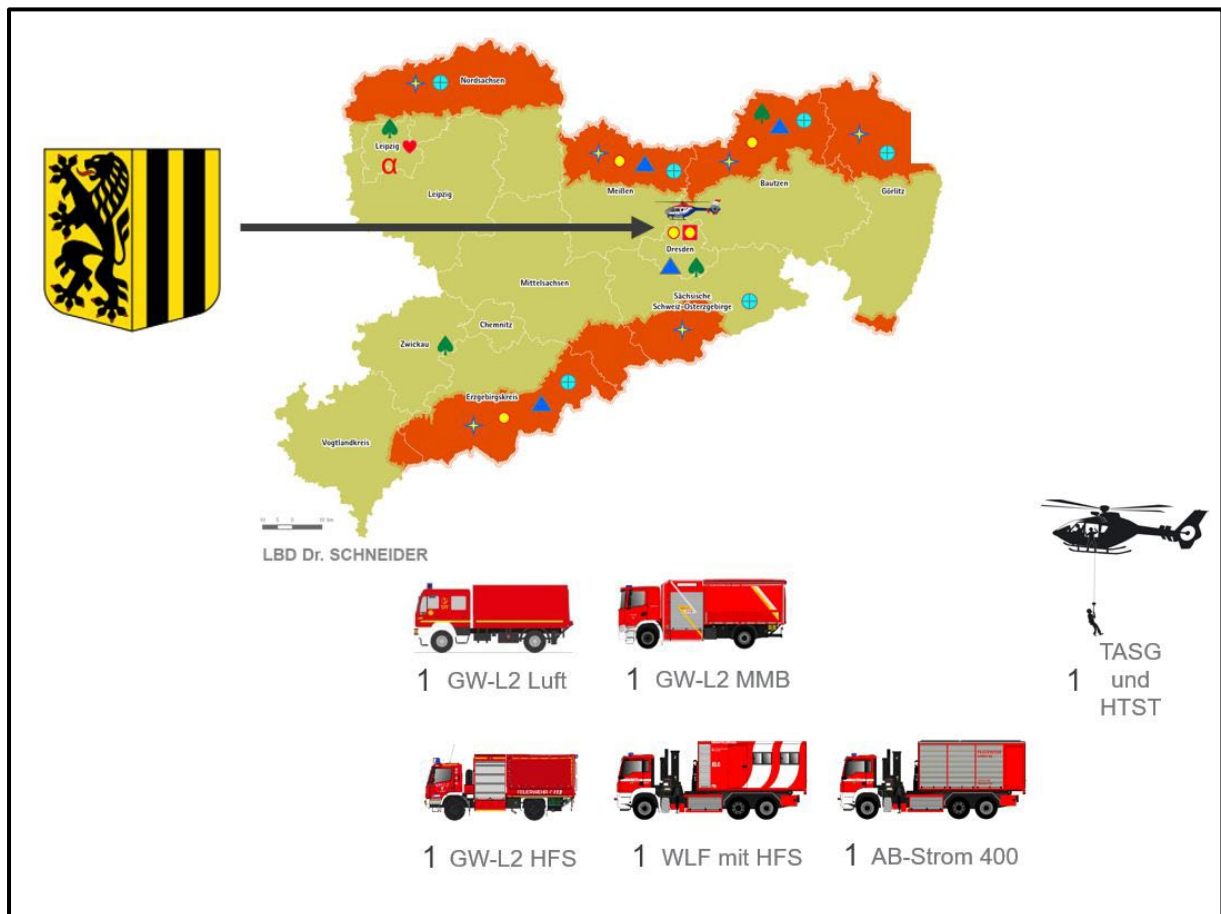 Nordsachsen
Leipzig
α
Leipzig
Meißen
Bautzen
Görlitz
Dresden
Mittelsachsen
Sächsische
Schweiz-Osterzgebirge
Chemnitz
Zwickau
Erzgebirgskreis
Vogtlandkreis
LBD Dr. SCHNEIDER
1 GW-L2 Luft
1 GW-L2 MMB
1 TASG
und
HTST
1 GW-L2 HFS
1 WLF mit HFS
1 AB-Strom 400